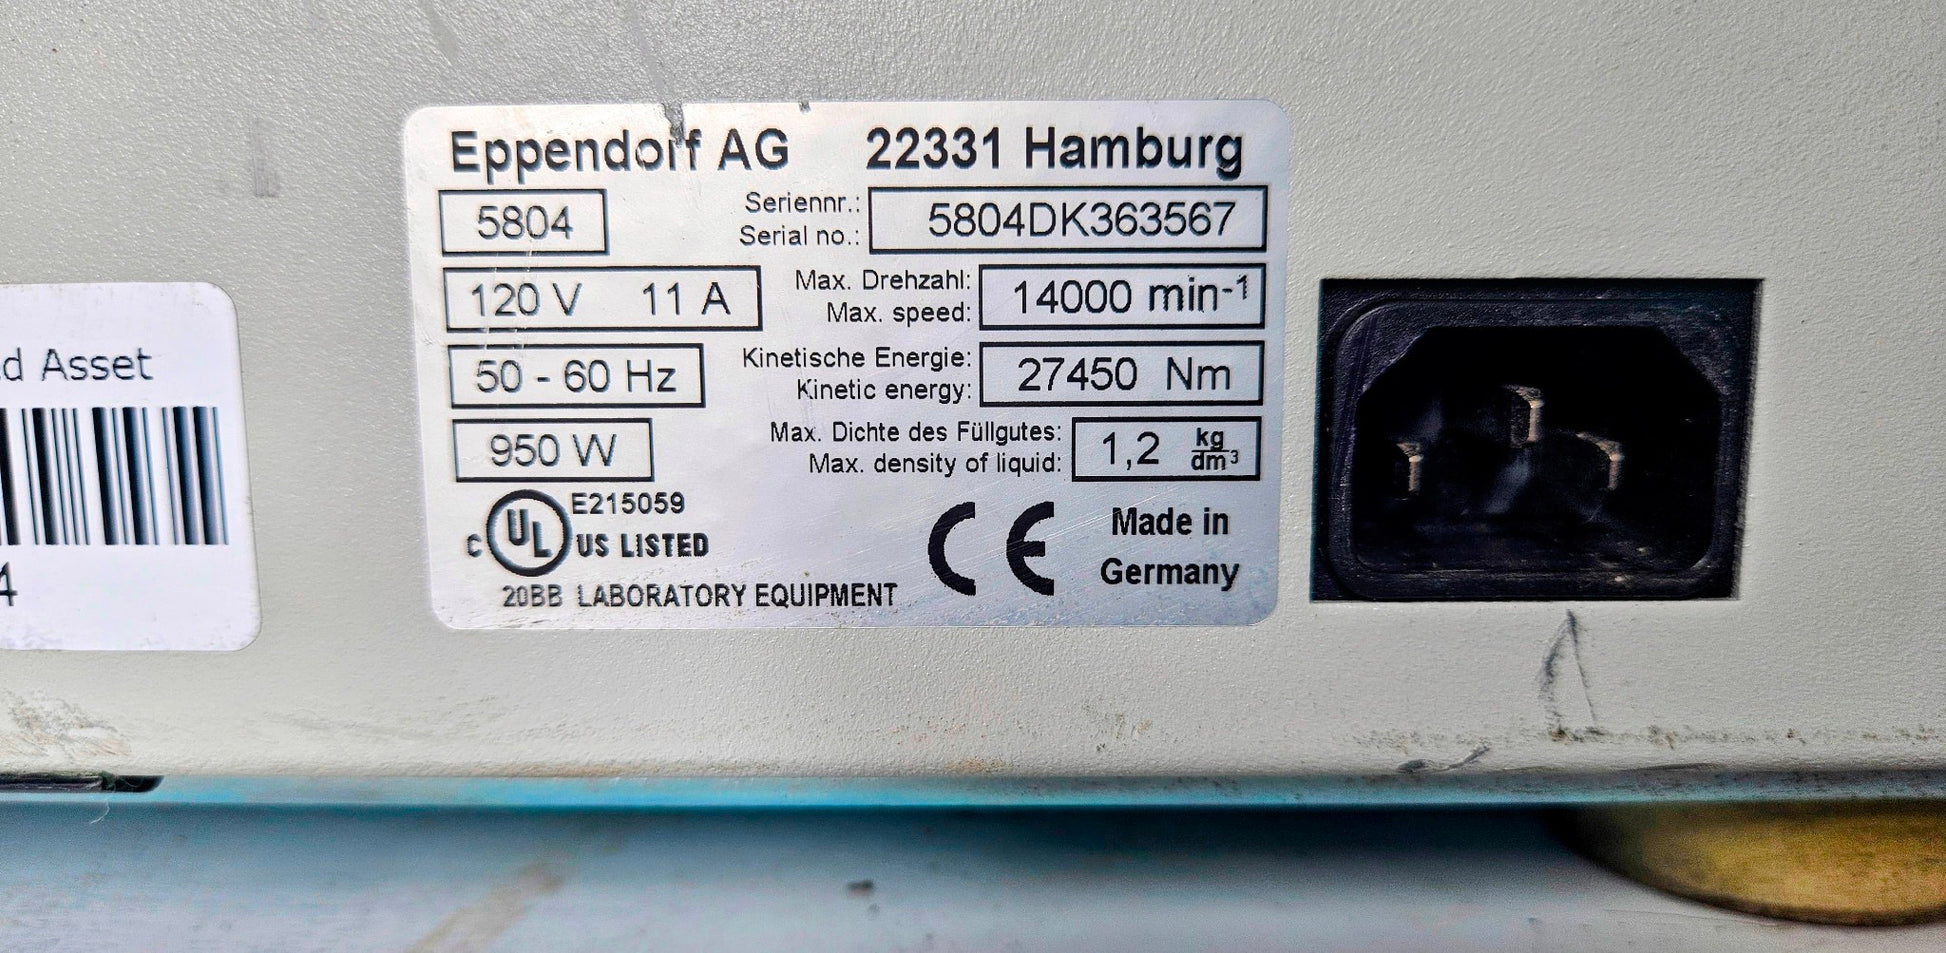 Eppendorf AG 22331 Hamburg
5804
Seriennr.:
Serial no.:
5804DK363567
120 V 11 A
Max. Drehzahl:
Max. speed:
14000 min-1
50 - 60 Hz
Kinetische Energie:
Kinetic energy:
27450 Nm
950 W
Max. Dichte des Füllgutes:
Max. density of liquid:
1,2 kg/dm³
E215059
c UL US LISTED
20BB LABORATORY EQUIPMENT
CE
Made in
Germany
Asset
4